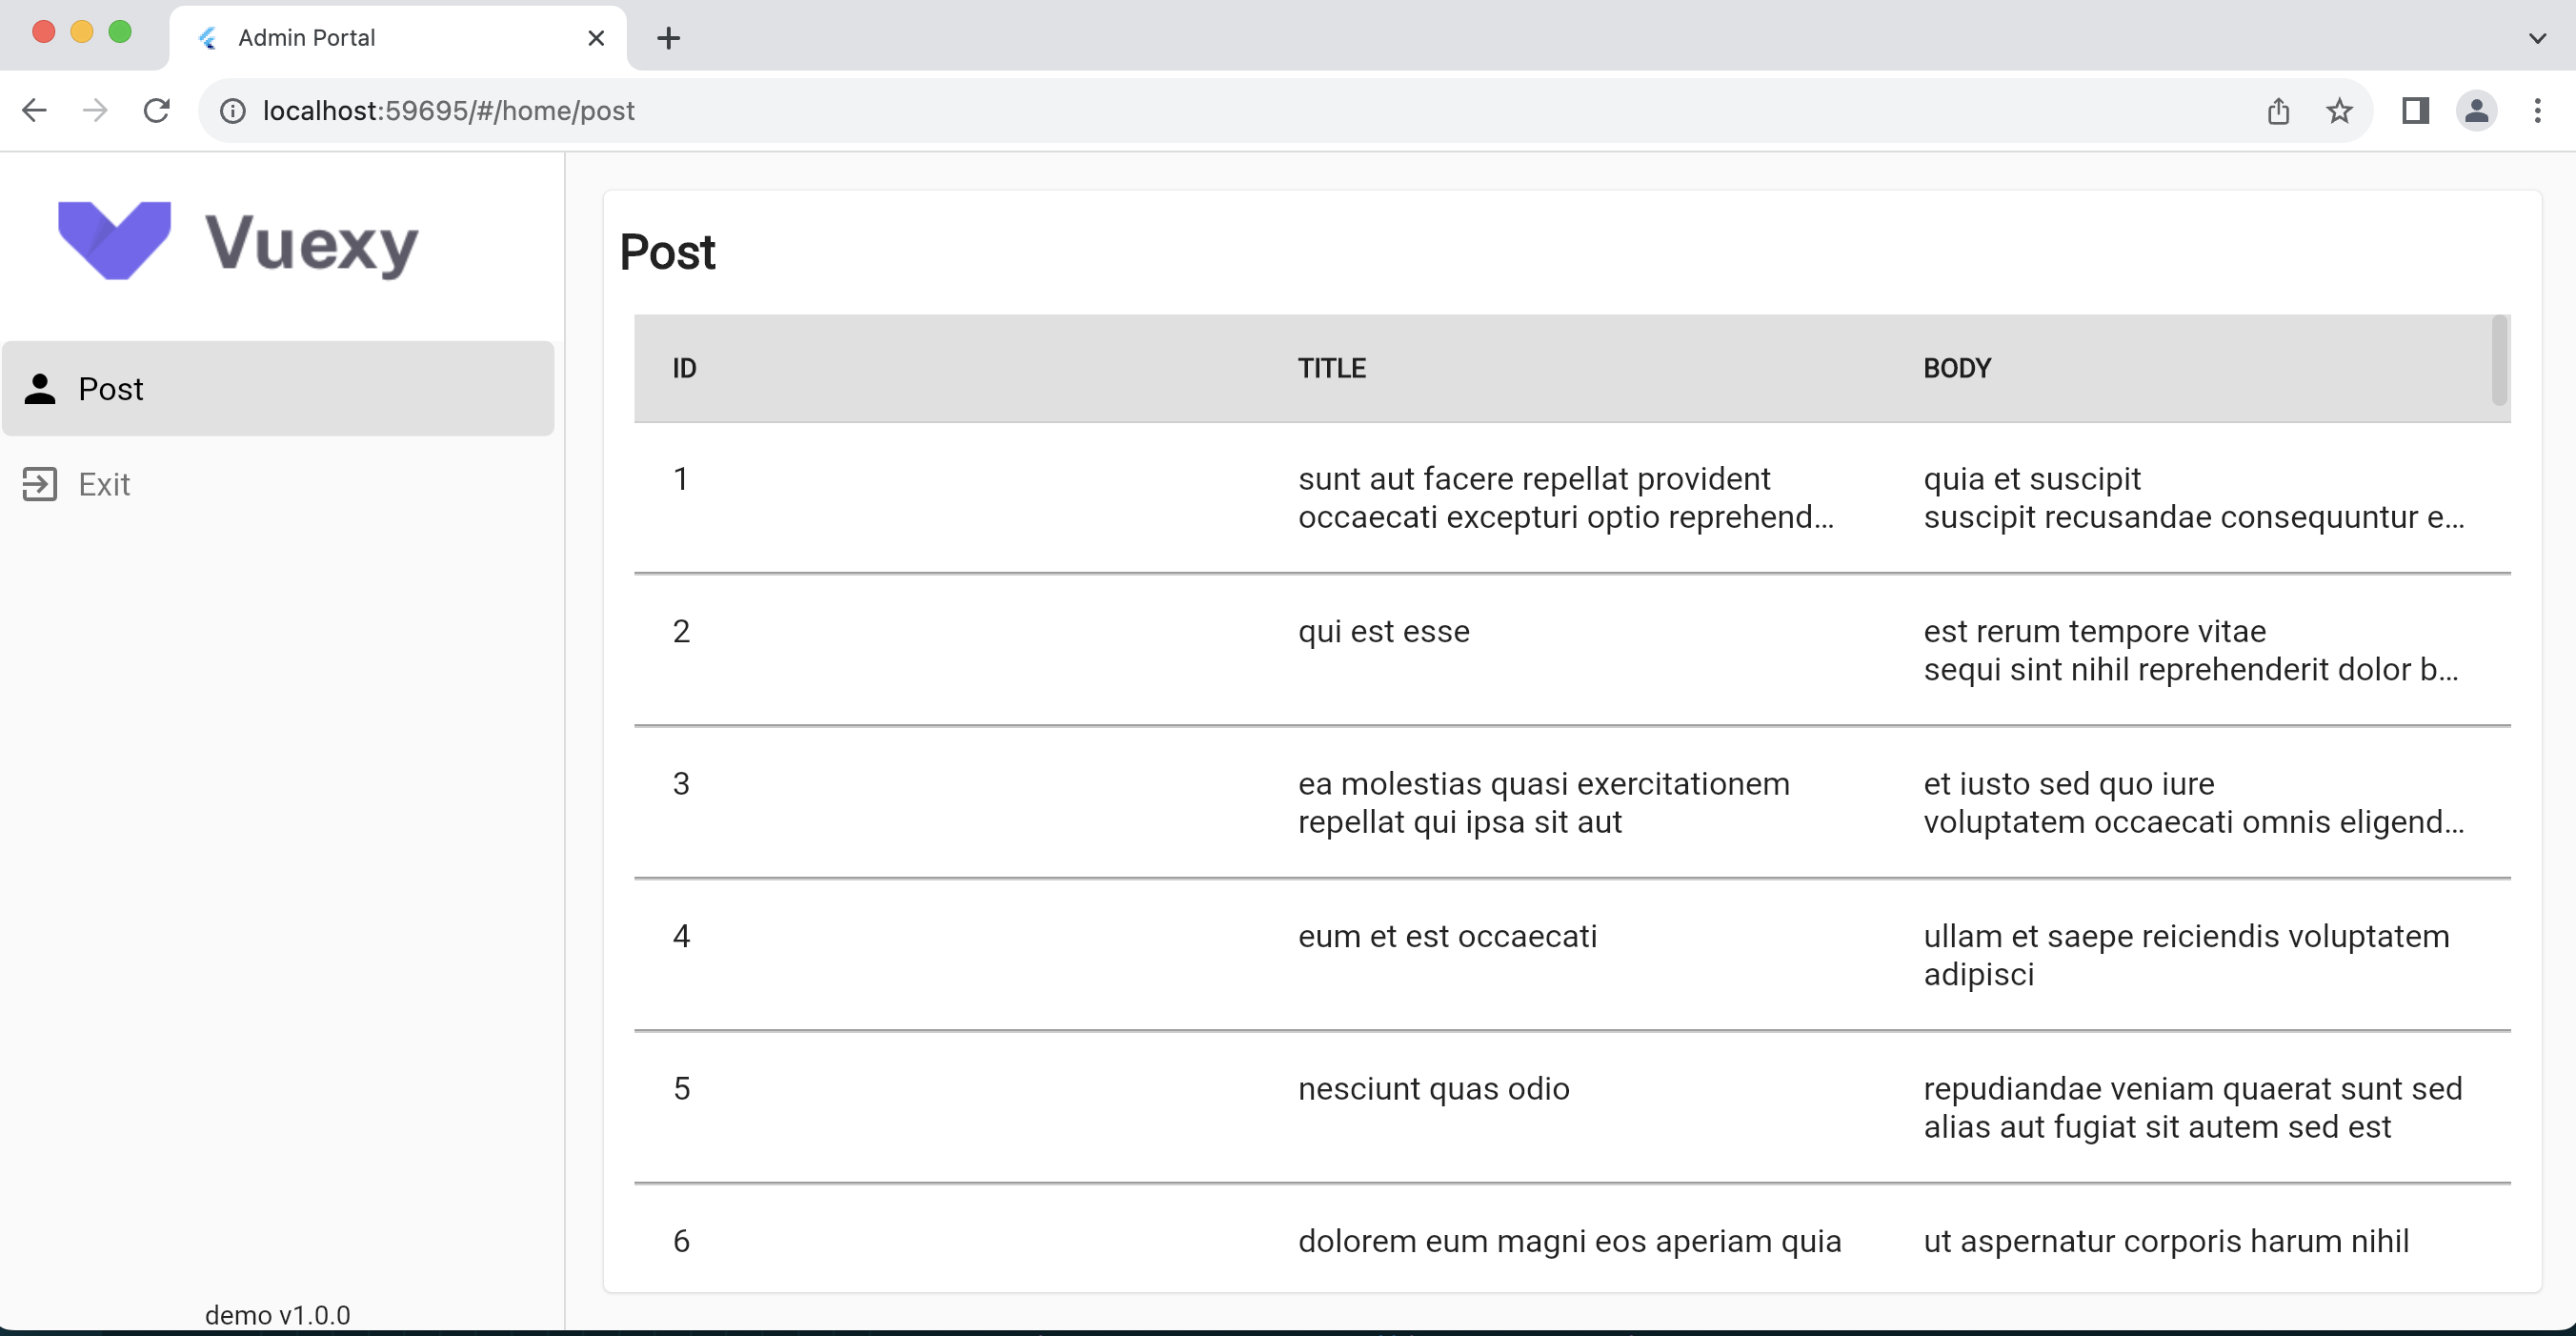 Admin Portal
localhost:59695/#/home/post
Vuexy
Post
Exit
demo v1.0.0
Post
ID TITLE BODY
1 sunt aut facere repellat provident quia et suscipit
occaecati excepturi optio reprehend... suscipit recusandae consequuntur e...
2 qui est esse est rerum tempore vitae
sequi sint nihil reprehenderit dolor b...
3 ea molestias quasi exercitationem et iusto sed quo iure
repellat qui ipsa sit aut voluptatem occaecati omnis eligend...
4 eum et est occaecati ullam et saepe reiciendis voluptatem
adipisci
5 nesciunt quas odio repudiandae veniam quaerat sunt sed
alias aut fugiat sit autem sed est
6 dolorem eum magni eos aperiam quia ut aspernatur corporis harum nihil